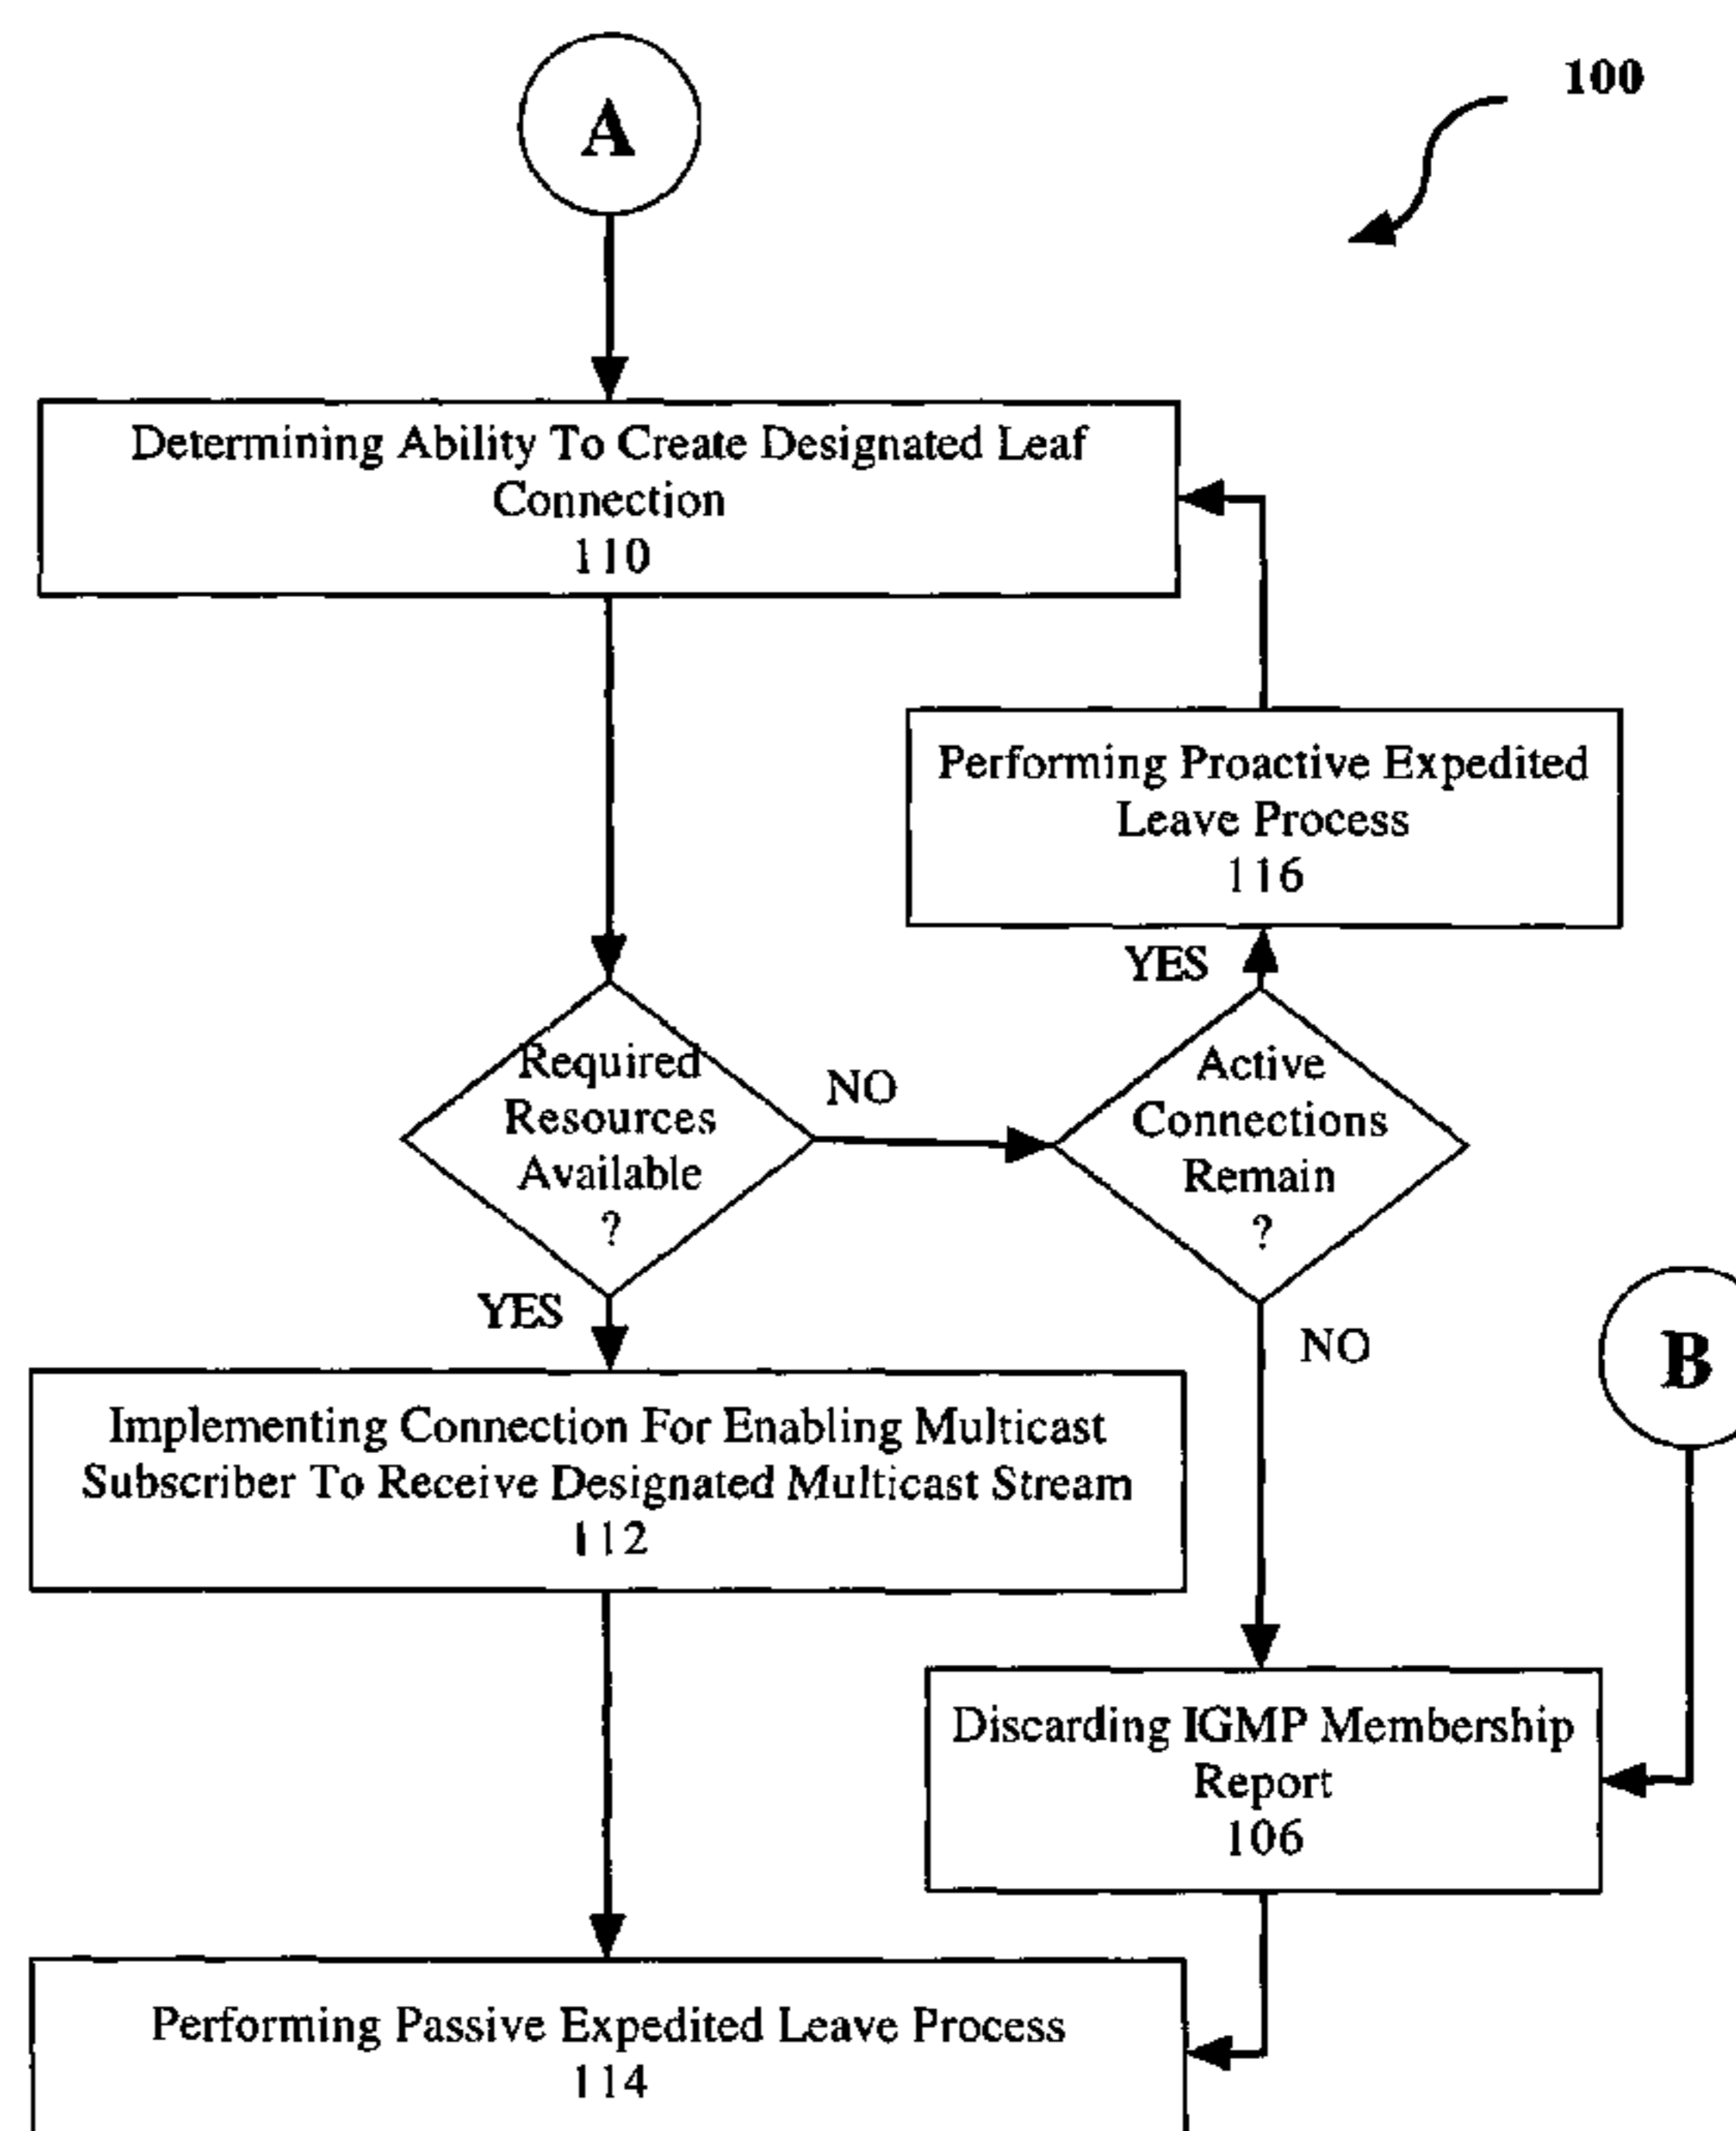 A
100
Determining Ability To Create Designated Leaf
Connection
110
Performing Proactive Expedited
Leave Process
116
YES
Required
Resources
Available
?
NO
Active
Connections
Remain
?
YES
NO
B
Implementing Connection For Enabling Multicast
Subscriber To Receive Designated Multicast Stream
112
Discarding IGMP Membership
Report
106
Performing Passive Expedited Leave Process
114